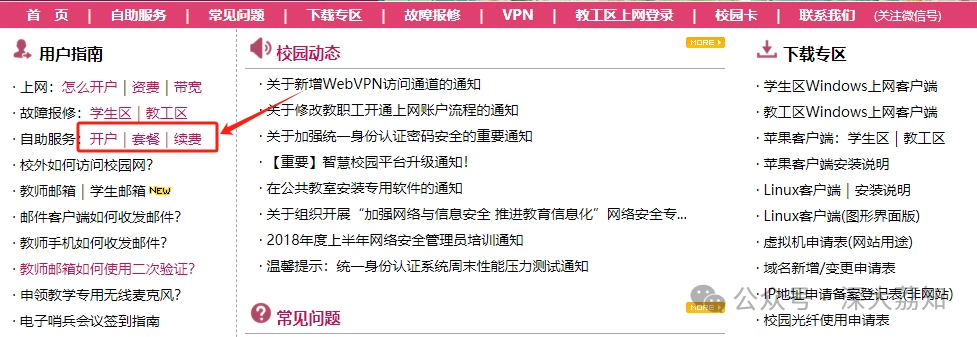 首 页 | 自助服务 | 常见问题 | 下载专区 | 故障报修 | VPN | 教工区上网登录 | 校园卡 | 联系我们 (关注微信号)
用户指南
· 上网：怎么开户 | 资费 | 带宽
· 故障报修：学生区 | 教工区
· 自助服务：开户 | 套餐 | 续费
· 校外如何访问校园网?
· 教师邮箱 | 学生邮箱 NEW
· 邮件客户端如何收发邮件?
· 教师手机如何收发邮件?
· 教师邮箱如何使用二次验证?
· 申领教学专用无线麦克风?
· 电子哨兵会议签到指南
校园动态
MORE
· 关于新增WebVPN访问通道的通知
· 关于修改教职工开通上网账户流程的通知
· 关于加强统一身份认证密码安全的重要通知
· 【重要】智慧校园平台升级通知!
· 在公共教室安装专用软件的通知
· 关于组织开展“加强网络与信息安全 推进教育信息化”网络安全专...
· 2018年度上半年网络安全管理员培训通知
· 温馨提示：统一身份认证系统周末性能压力测试通知
常见问题
MORE
下载专区
· 学生区Windows上网客户端
· 教工区Windows上网客户端
· 苹果客户端：学生区 | 教工区
· 苹果客户端安装说明
· Linux客户端 | 安装说明
· Linux客户端(图形界面版)
· 虚拟机申请表(网站用途)
· 域名新增/变更申请表
· IP地址申请备案登记表(非网站)
· 校园光纤使用申请表
公众号 · 深大荔知